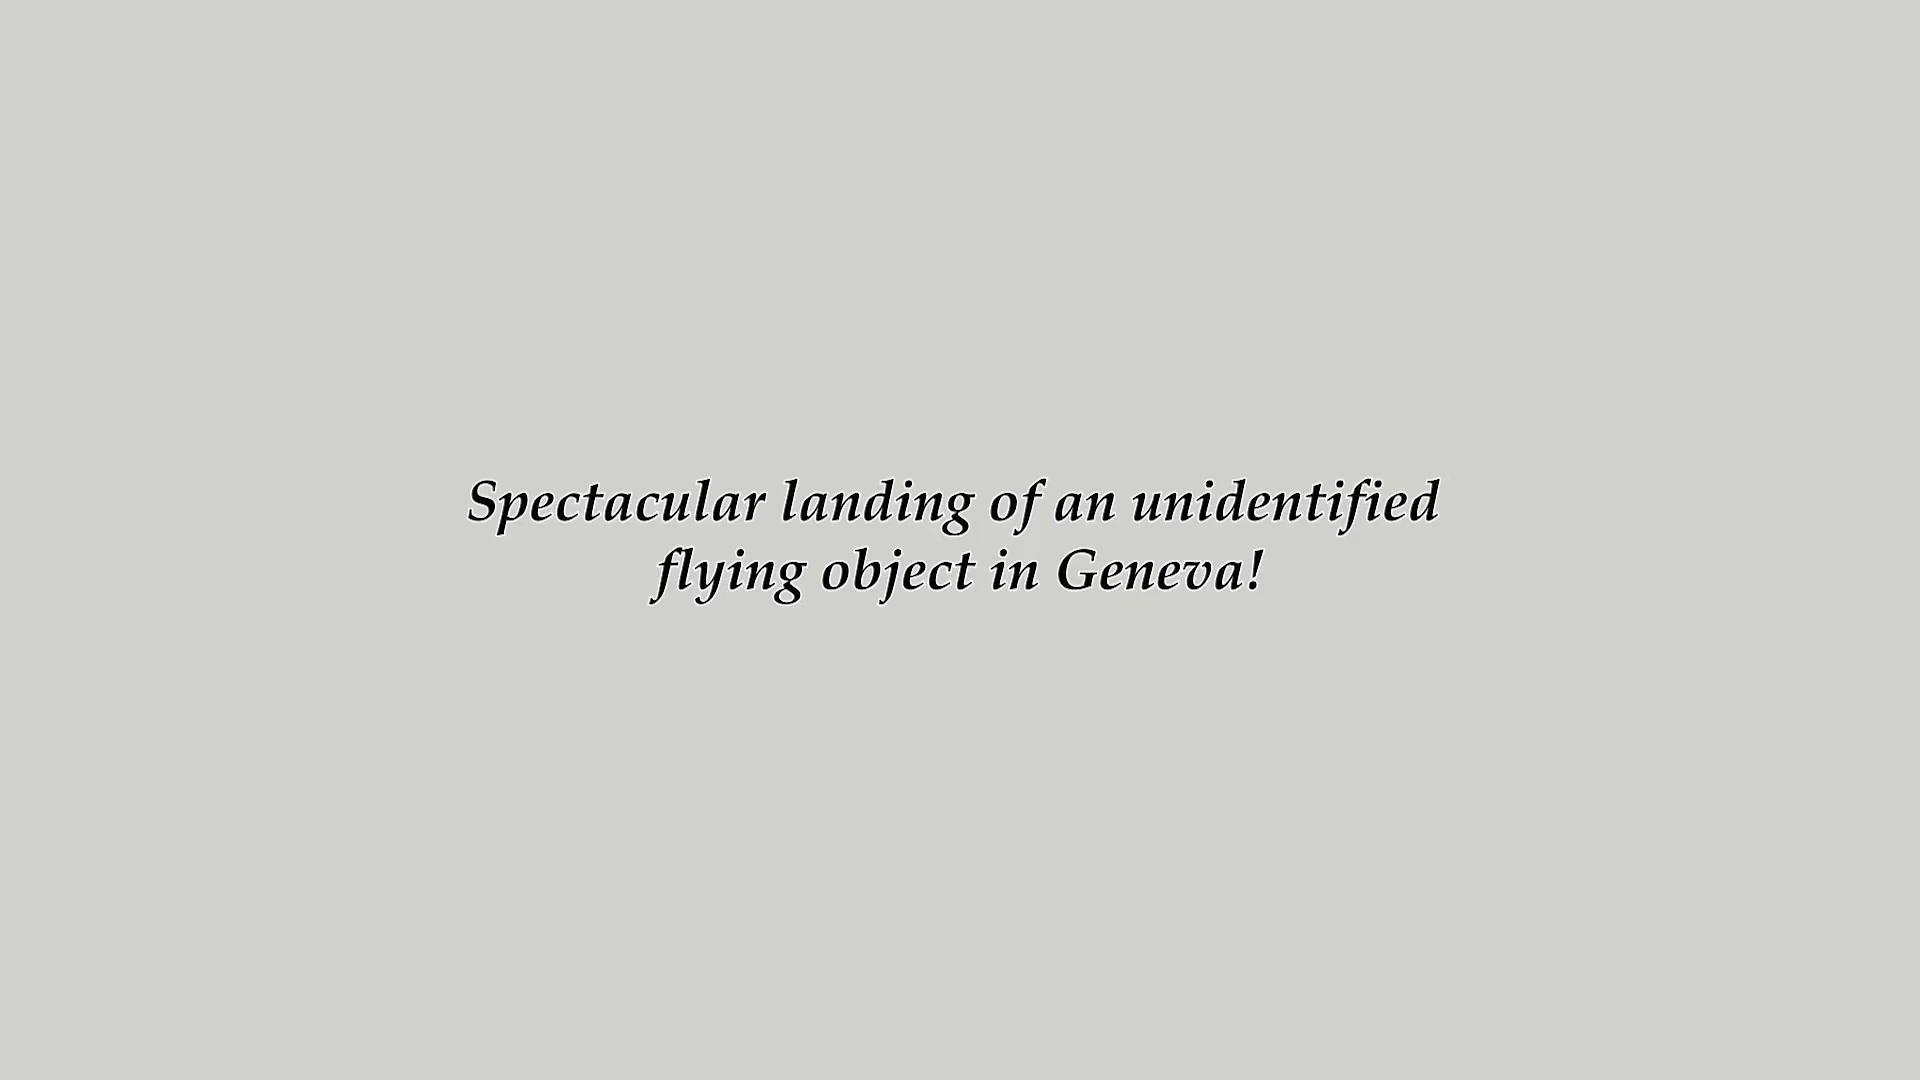 Spectacular landing of an unidentified
flying object in Geneva!